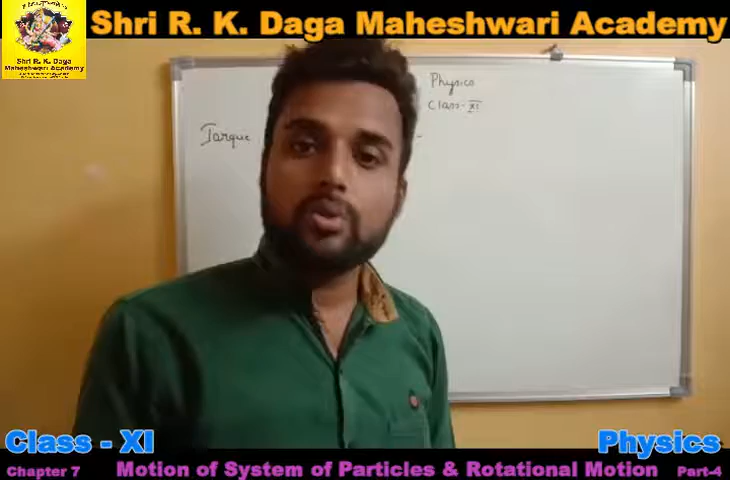 Shri R. K. Daga Maheshwari Academy
Shri R. K. Daga
Maheshwari Academy
Physics
Class - XI
Tarque
Class - XI
Physics
Chapter 7 Motion of System of Particles & Rotational Motion Part-4